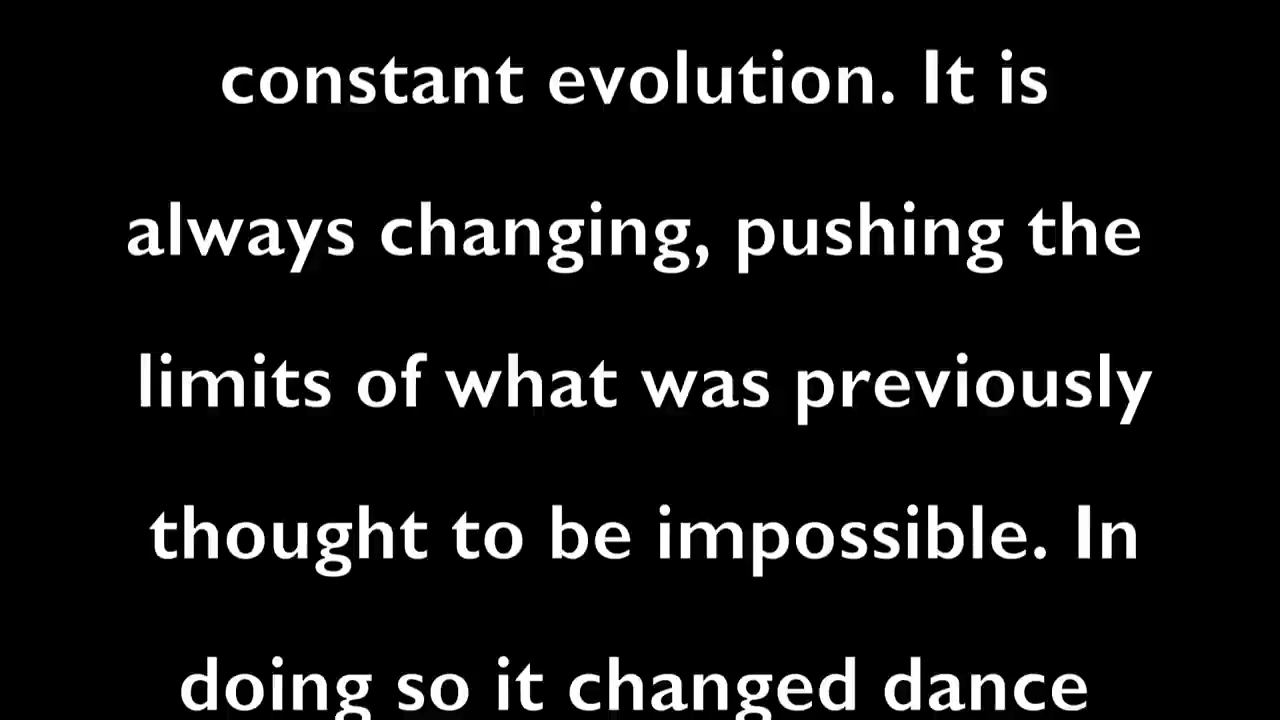 constant evolution. It is
always changing, pushing the
limits of what was previously
thought to be impossible. In
doing so it changed dance